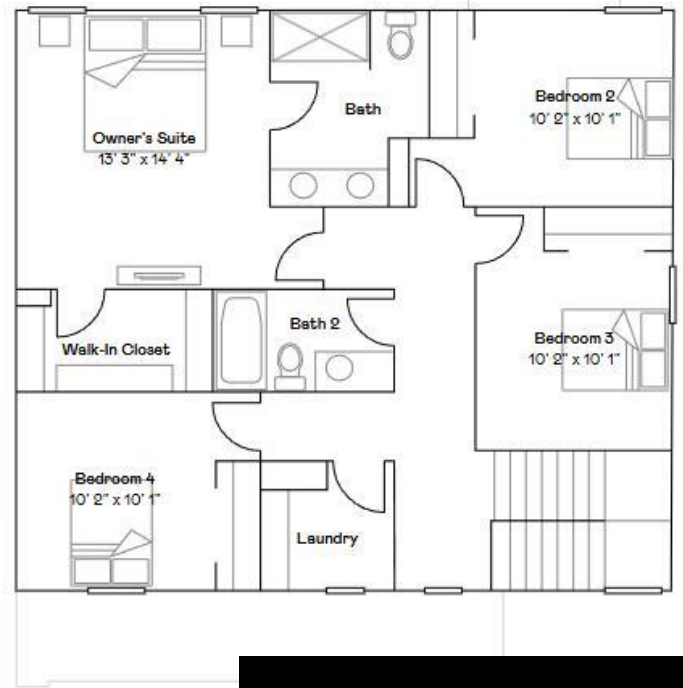 Owner's Suite
13' 3" x 14' 4"
Bath
Bedroom 2
10' 2" x 10' 1"
Walk-In Closet
Bath 2
Bedroom 3
10' 2" x 10' 1"
Bedroom 4
10' 2" x 10' 1"
Laundry